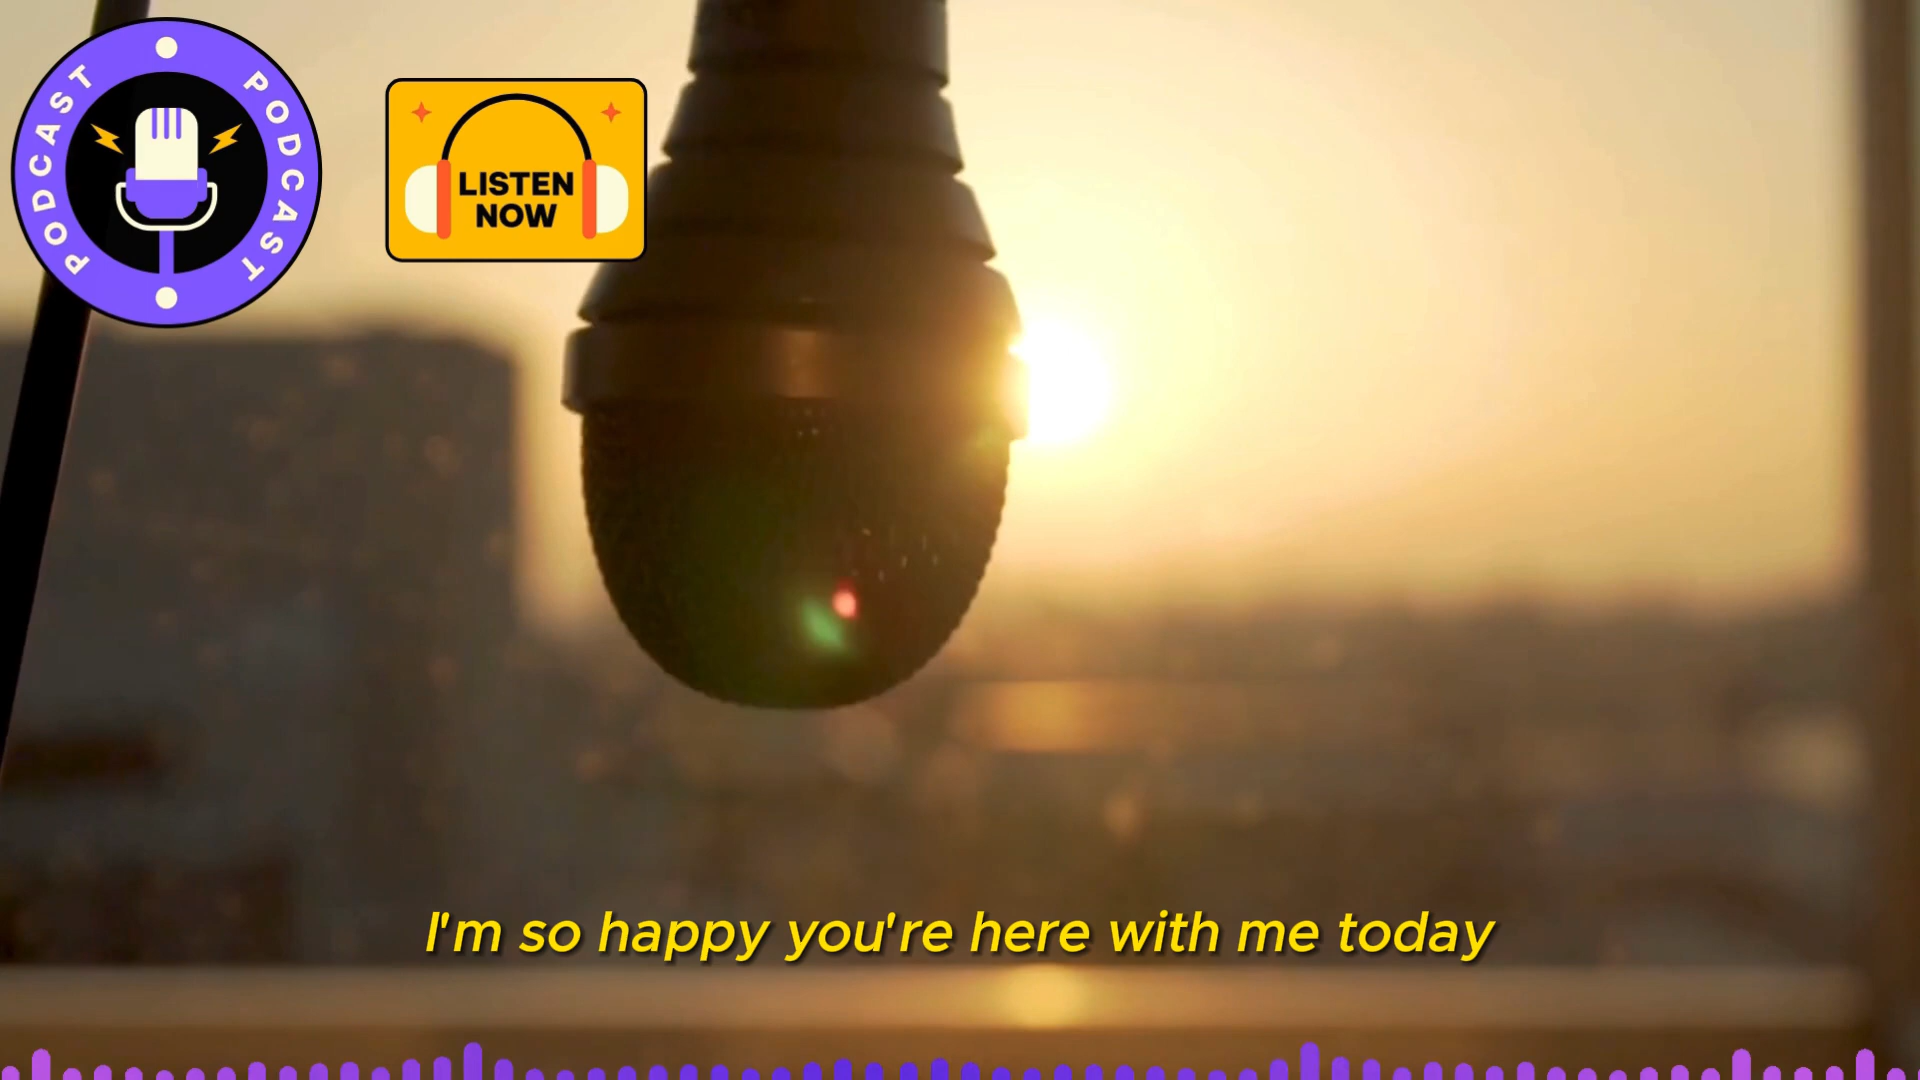 PODCAST
PODCAST
LISTEN
NOW
I'm so happy you're here with me today